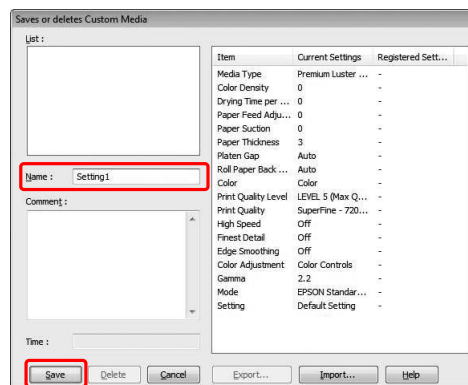 Saves or deletes Custom Media
List :
Item Current Settings Registered Sett...
Media Type Premium Luster ... -
Color Density 0 -
Drying Time per ... 0 -
Paper Feed Adju... 0 -
Paper Suction 0 -
Paper Thickness 3 -
Platen Gap Auto -
Roll Paper Back ... Auto -
Color Color -
Print Quality Level LEVEL 5 (Max Q... -
Print Quality SuperFine - 720... -
High Speed Off -
Finest Detail Off -
Edge Smoothing Off -
Color Adjustment Color Controls -
Gamma 2.2 -
Mode EPSON Standar... -
Setting Default Setting -
Name : Setting1
Comment :
Time :
Save Delete Cancel Export... Import... Help